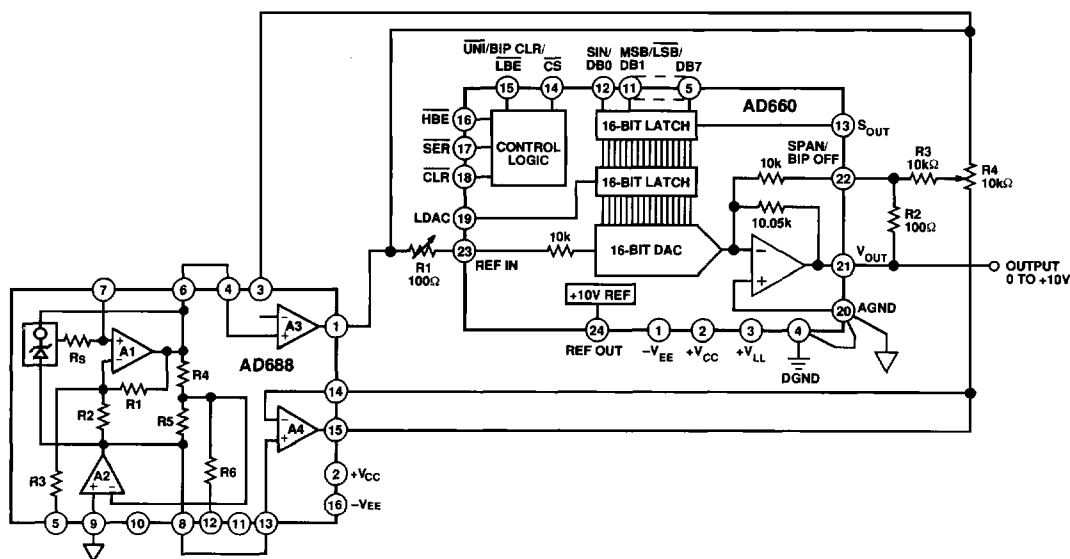 UNI/BIP CLR/
LBE
CS
SIN/
DB0
MSB/LSB/
DB1
DB7
15
14
12
11
5
AD660
HBE
16
SER
17
CLR
18
CONTROL
LOGIC
16-BIT LATCH
13
SOUT
SPAN/
BIP OFF
10k
22
R3
10kΩ
R4
10kΩ
16-BIT LATCH
LDAC
19
10.05k
R2
100Ω
23
REF IN
10k
16-BIT DAC
R1
100Ω
−
+
VOUT
21
OUTPUT
0 TO +10V
+10V REF
AGND
20
24
1
2
3
4
REF OUT
−VEE
+VCC
+VLL
DGND
7
6
4
3
−
+
A3
1
RS
+
−
A1
R4
AD688
R1
R2
R5
14
−
+
A4
15
R3
A2
+
−
R6
2
+VCC
16
−VEE
5
9
10
8
12
11
13